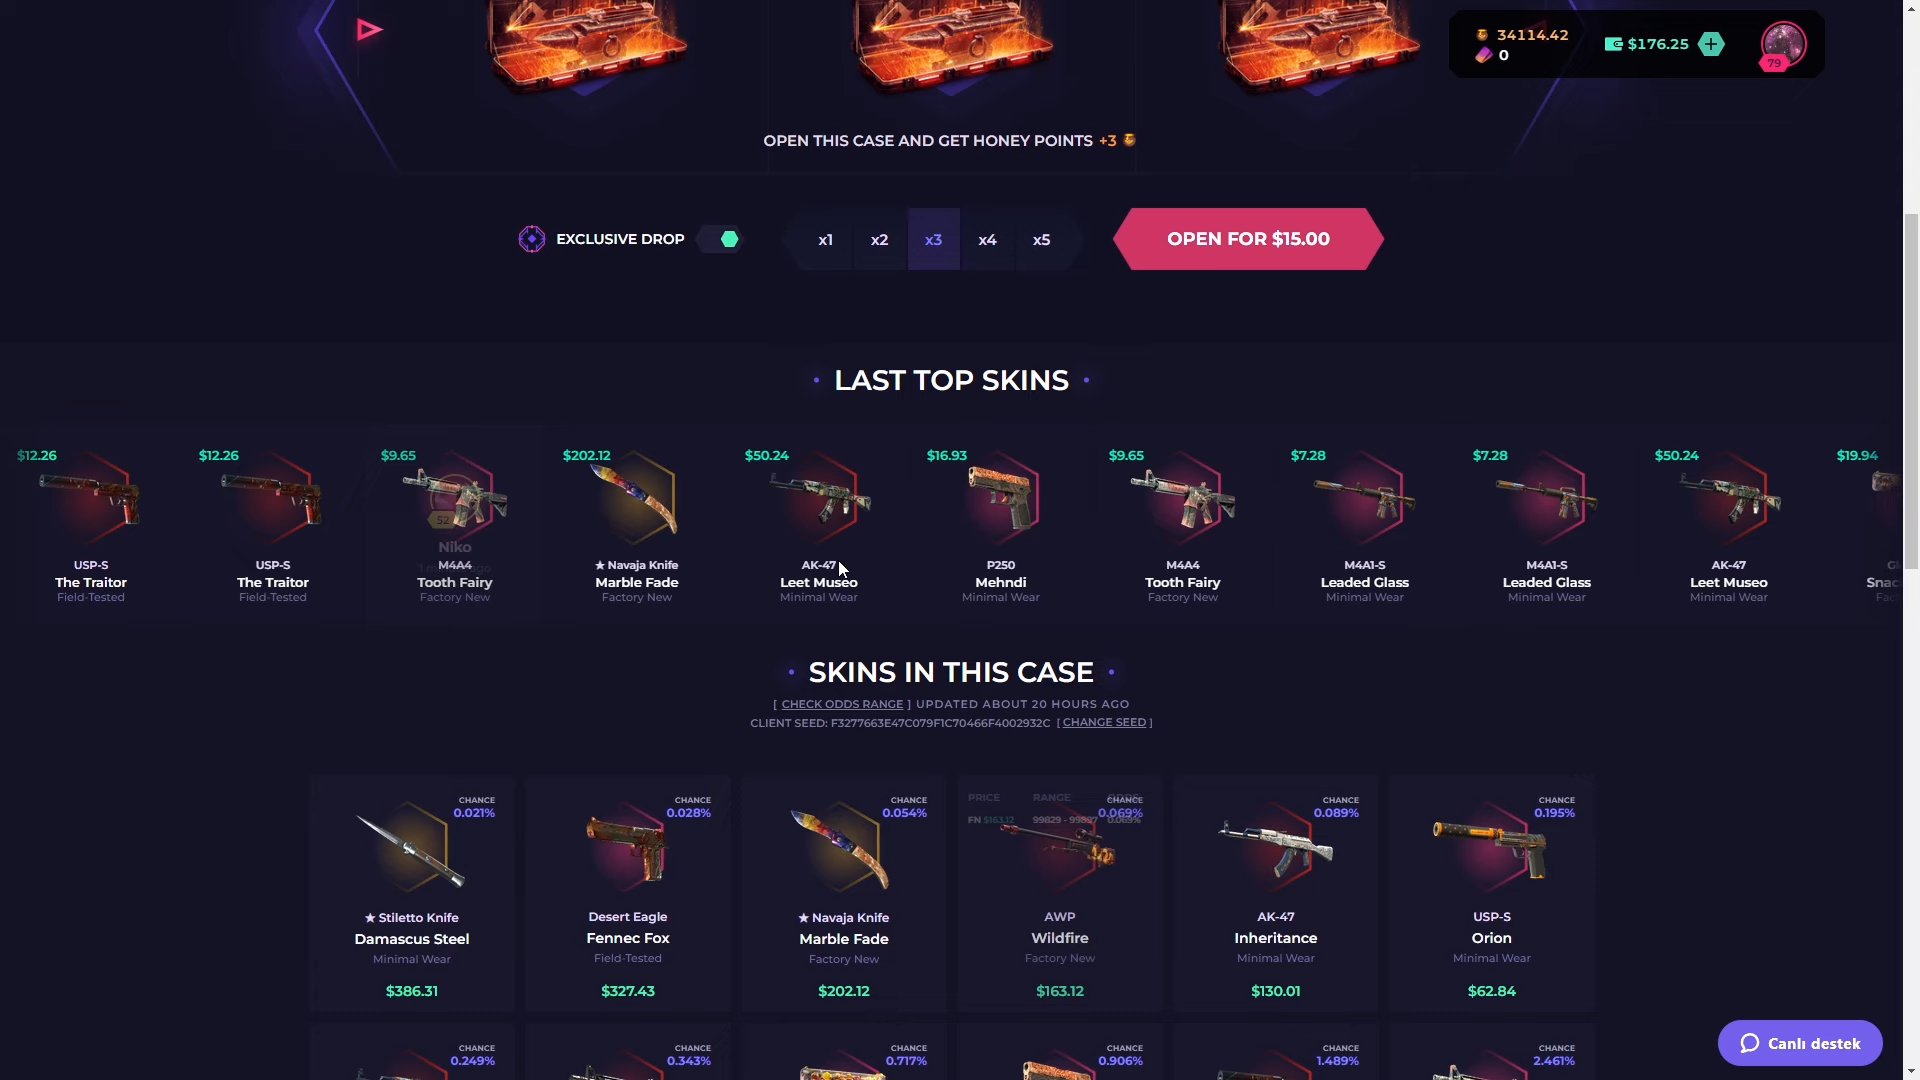 34114.42
0
$176.25
79
OPEN THIS CASE AND GET HONEY POINTS +3
EXCLUSIVE DROP
x1 x2 x3 x4 x5
OPEN FOR $15.00
LAST TOP SKINS
$12.26 $12.26 $9.65 $202.12 $50.24 $16.93 $9.65 $7.28 $7.28 $50.24 $19.94
52
Niko
USP-S USP-S M4A4 ★ Navaja Knife AK-47 P250 M4A4 M4A1-S M4A1-S AK-47
The Traitor The Traitor Tooth Fairy Marble Fade Leet Museo Mehndi Tooth Fairy Leaded Glass Leaded Glass Leet Museo
Field-Tested Field-Tested Factory New Factory New Minimal Wear Minimal Wear Factory New Minimal Wear Minimal Wear Minimal Wear
SKINS IN THIS CASE
[ CHECK ODDS RANGE ] UPDATED ABOUT 20 HOURS AGO
CLIENT SEED: F3277663E47C079F1C70466F4002932C [ CHANGE SEED ]
CHANCE CHANCE CHANCE PRICE RANGE CHANCE CHANCE CHANCE
0.021% 0.028% 0.054% 0.069% 0.089% 0.195%
FN $163.12 99829 - 99897 0.069%
★ Stiletto Knife Desert Eagle ★ Navaja Knife AWP AK-47 USP-S
Damascus Steel Fennec Fox Marble Fade Wildfire Inheritance Orion
Minimal Wear Field-Tested Factory New Factory New Minimal Wear Minimal Wear
$386.31 $327.43 $202.12 $163.12 $130.01 $62.84
CHANCE CHANCE CHANCE CHANCE CHANCE CHANCE
0.249% 0.343% 0.717% 0.906% 1.489% 2.461%
Canlı destek